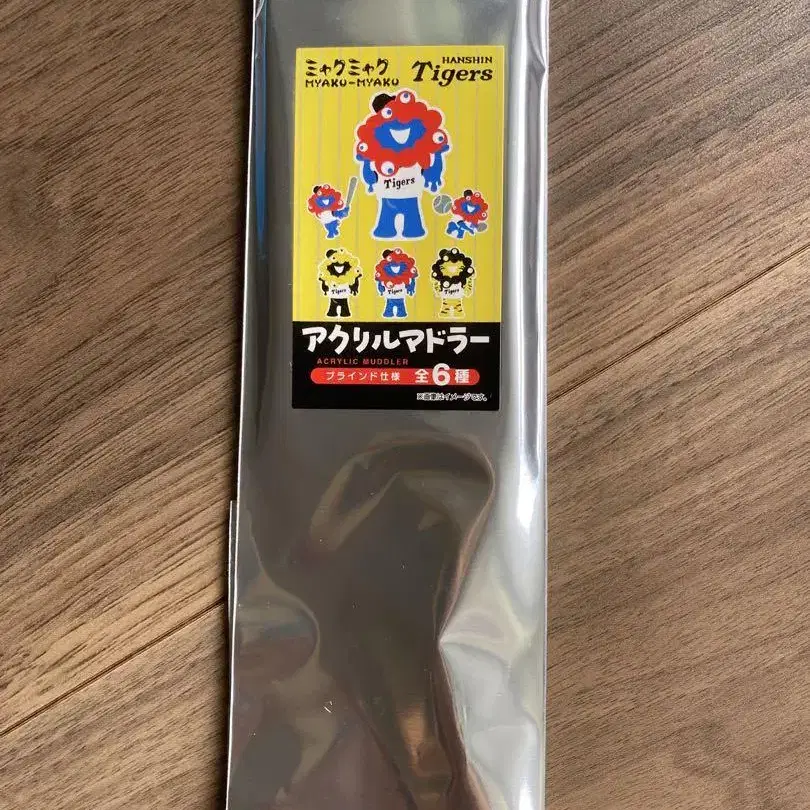 ミャクミャク
MYAKU-MYAKU
HANSHIN
Tigers
Tigers
Tigers
Tigers
Tigers
アクリルマドラー
ACRYLIC MUDDLER
ブラインド仕様 全6種
※画像はイメージです。